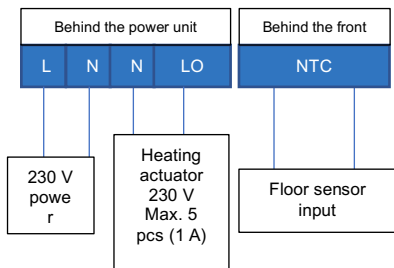 Behind the power unit
Behind the front
L N N LO
NTC
230 V
powe
r
Heating
actuator
230 V
Max. 5
pcs (1 A)
Floor sensor
input